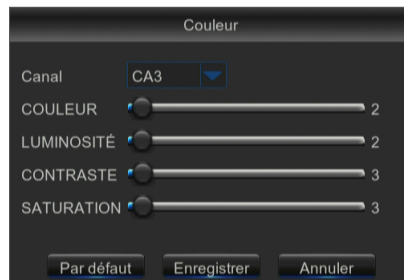 Couleur
Canal CA3
COULEUR 2
LUMINOSITÉ 2
CONTRASTE 3
SATURATION 3
Par défaut Enregistrer Annuler